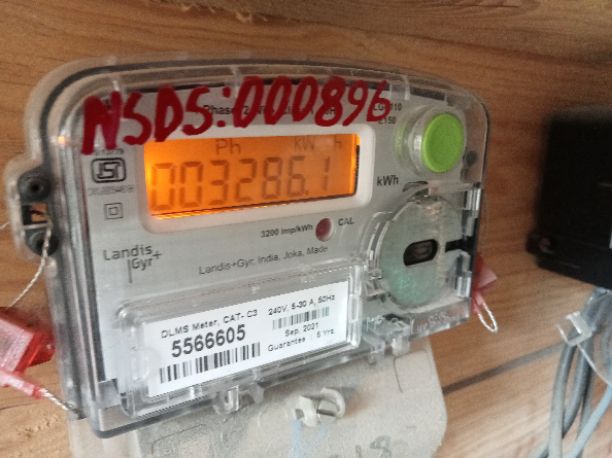 NSDS:000896
Ph kW h
003286.1
kWh
3200 imp/kWh CAL
Landis
Gyr+
Landis+Gyr, India, Joka, Made
DLMS Meter, CAT- C3 240V, 5-30 A, 50Hz
5566605
Sep. 2021
Guarantee 5 Yrs.